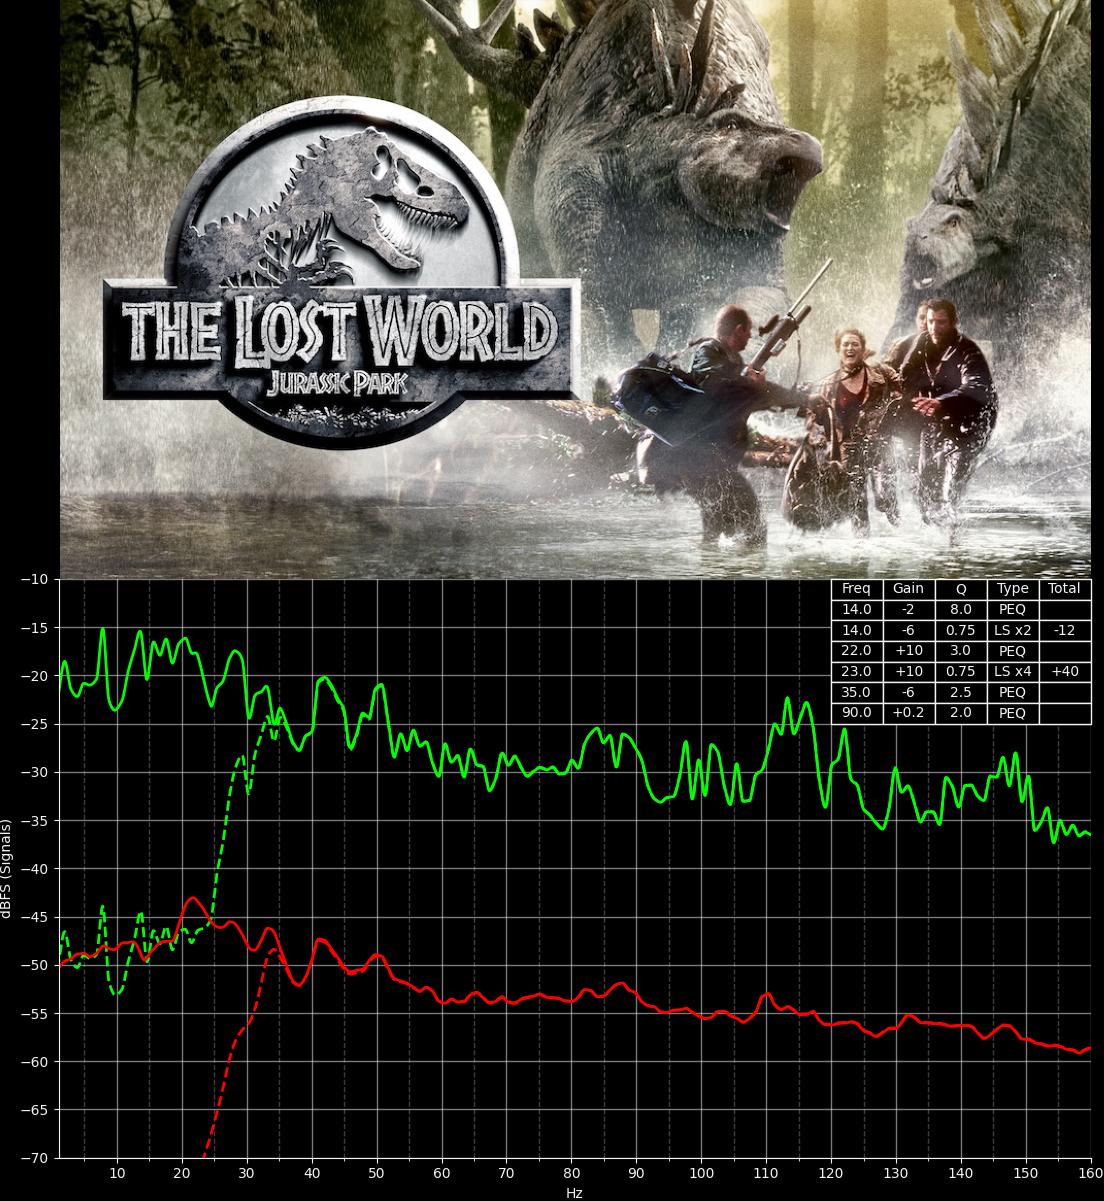 THE LOST WORLD
JURASSIC PARK
Freq Gain Q Type Total
14.0 -2 8.0 PEQ
14.0 -6 0.75 LS x2 -12
22.0 +10 3.0 PEQ
23.0 +10 0.75 LS x4 +40
35.0 -6 2.5 PEQ
90.0 +0.2 2.0 PEQ
−10
−15
−20
−25
−30
−35
−40
−45
−50
−55
−60
−65
−70
dBFS (Signals)
10 20 30 40 50 60 70 80 90 100 110 120 130 140 150 160
Hz